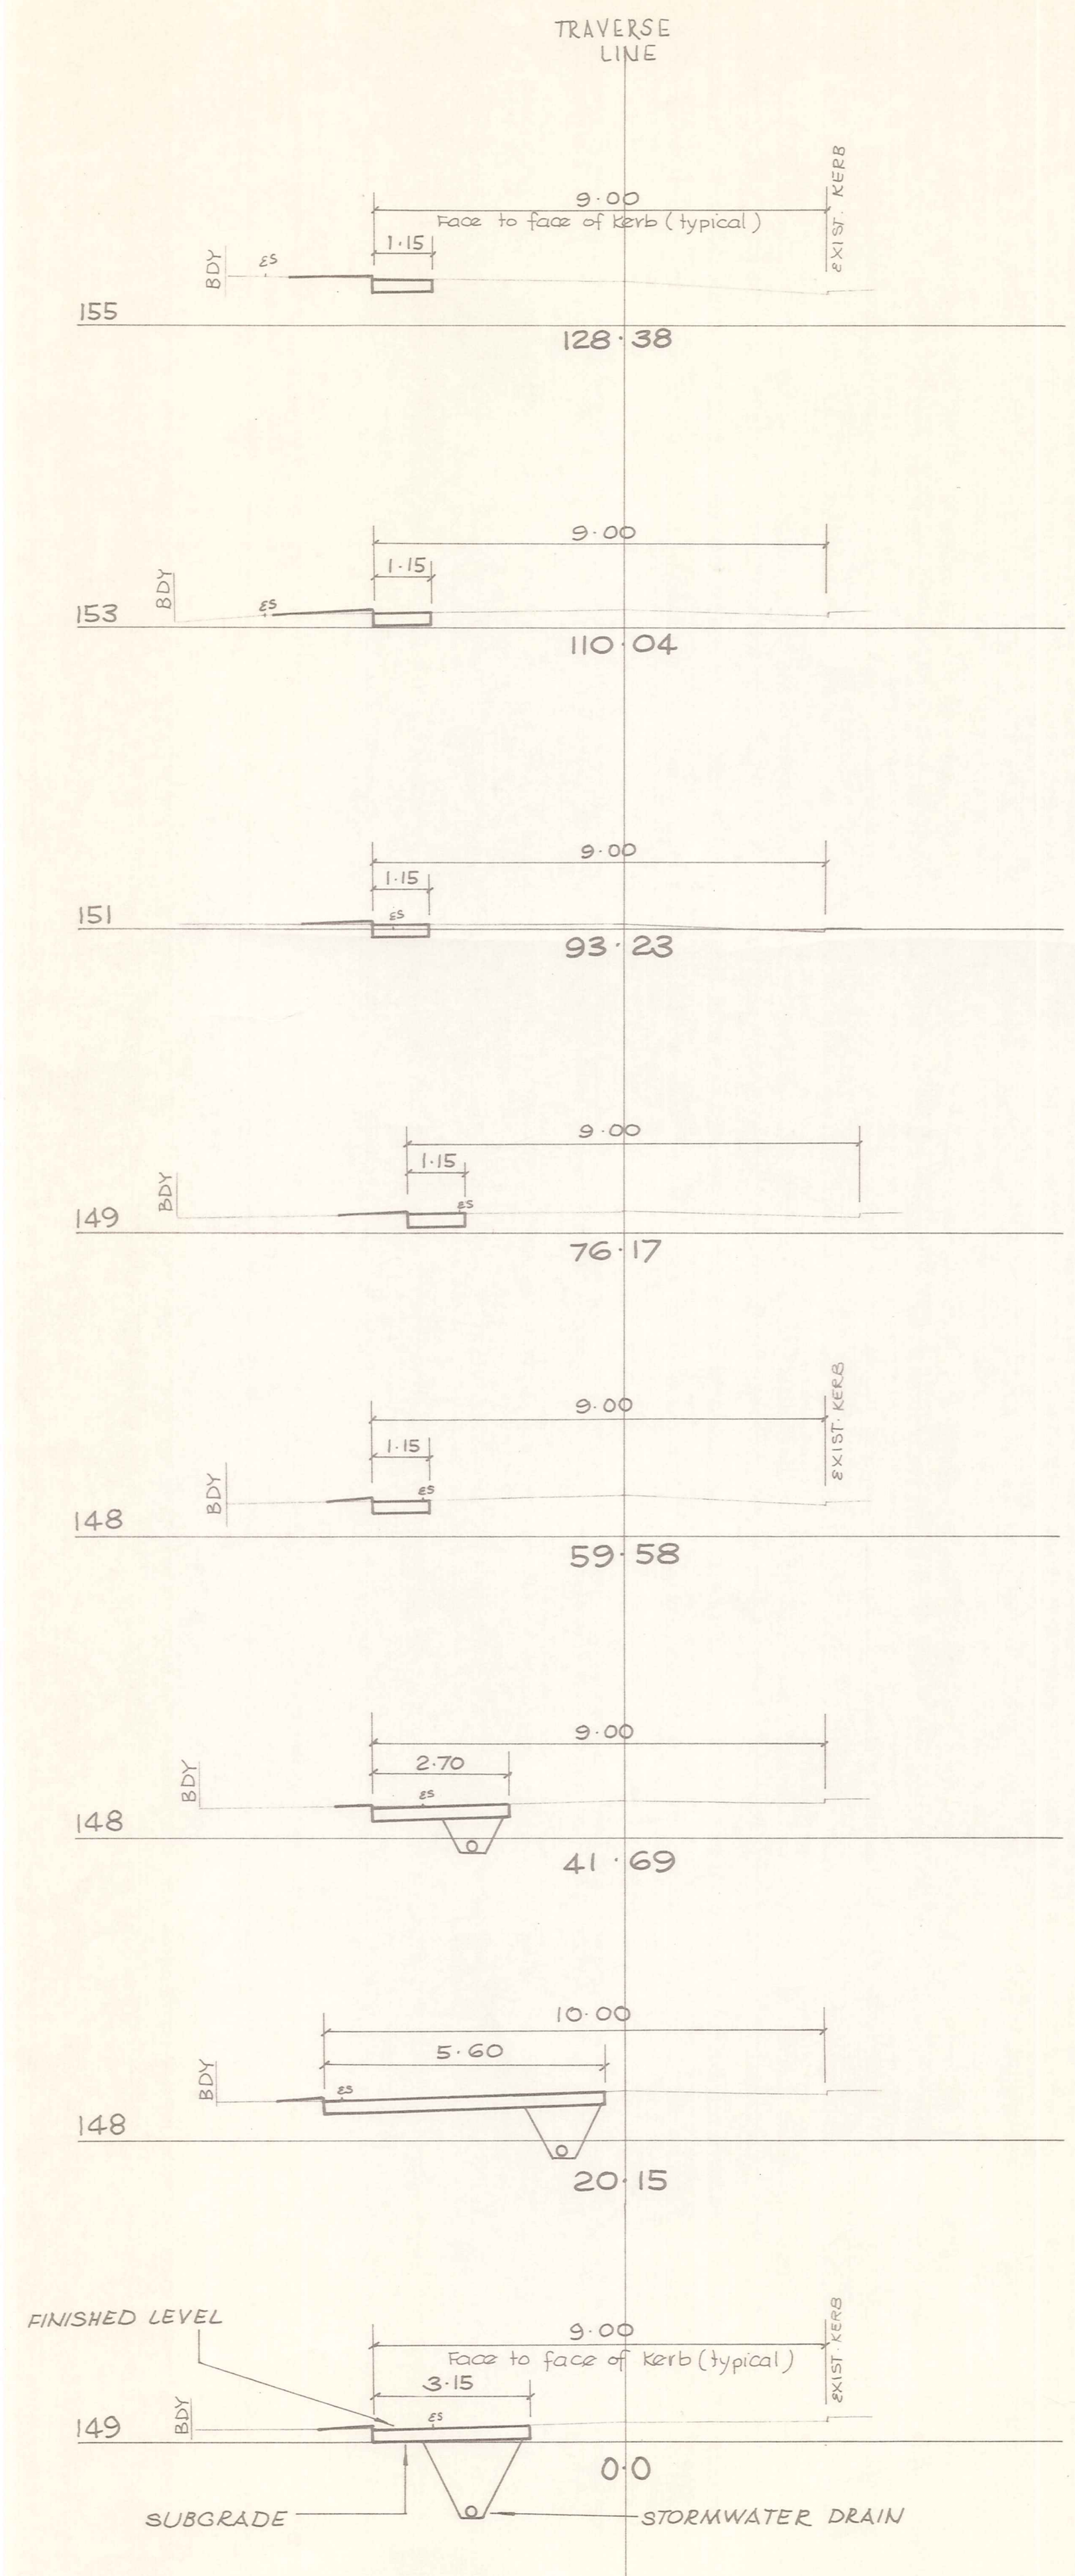 TRAVERSE
LINE
9.00
EXIST. KERB
Face to face of Kerb (typical)
1.15
BDY
ES
155
128.38
9.00
1.15
BDY
ES
153
110.04
9.00
1.15
ES
151
93.23
9.00
1.15
BDY
ES
149
76.17
EXIST. KERB
9.00
1.15
BDY
ES
148
59.58
9.00
2.70
BDY
ES
148
41.69
10.00
5.60
BDY
ES
148
20.15
FINISHED LEVEL
9.00
EXIST. KERB
Face to face of Kerb (typical)
3.15
BDY
ES
149
0.0
SUBGRADE
STORMWATER DRAIN